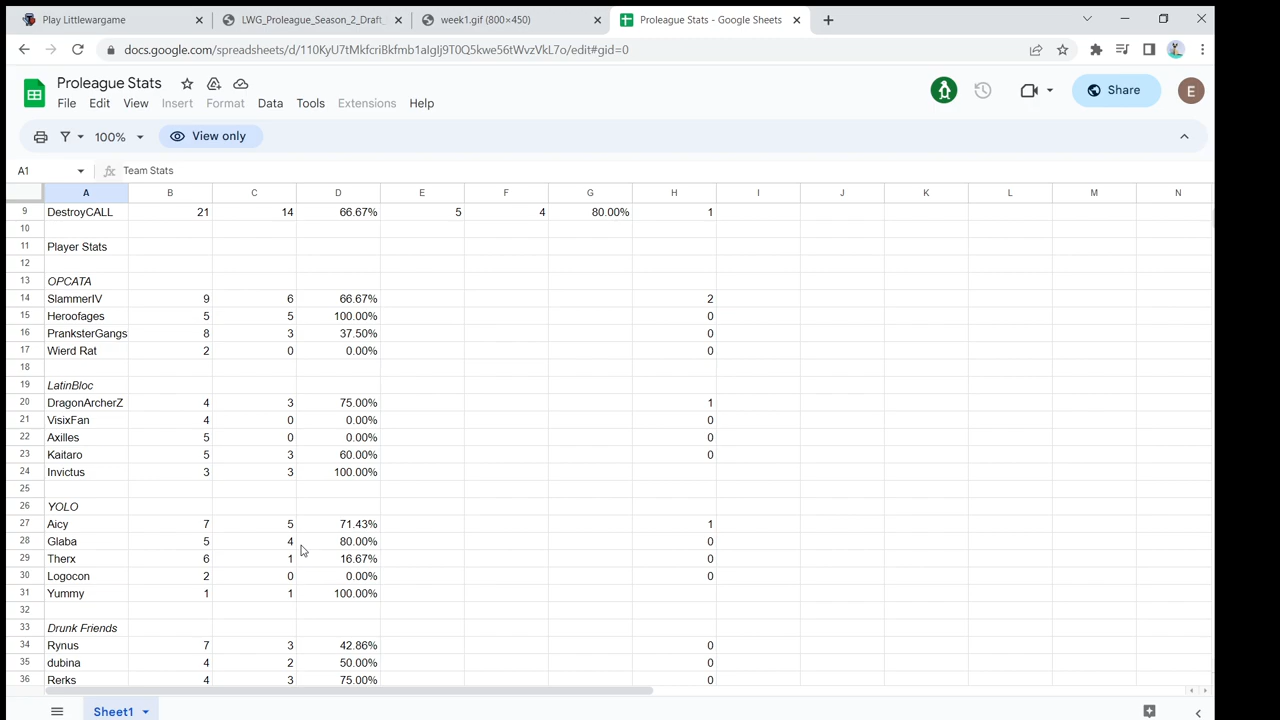 Play Littlewargame
LWG_Proleague_Season_2_Draft_
week1.gif (800×450)
Proleague Stats - Google Sheets
docs.google.com/spreadsheets/d/110KyU7tMkfcriBkfmb1aIgIj9T0Q5kwe56tWvzVkL7o/edit#gid=0
Proleague Stats
File Edit View Insert Format Data Tools Extensions Help
Share
E
100%
View only
A1 fx Team Stats
A B C D E F G H I J K L M N
9 DestroyCALL 21 14 66.67% 5 4 80.00% 1
10
11 Player Stats
12
13 OPCATA
14 SlammerIV 9 6 66.67% 2
15 Heroofages 5 5 100.00% 0
16 PranksterGangs 8 3 37.50% 0
17 Wierd Rat 2 0 0.00% 0
18
19 LatinBloc
20 DragonArcherZ 4 3 75.00% 1
21 VisixFan 4 0 0.00% 0
22 Axilles 5 0 0.00% 0
23 Kaitaro 5 3 60.00% 0
24 Invictus 3 3 100.00%
25
26 YOLO
27 Aicy 7 5 71.43% 1
28 Glaba 5 4 80.00% 0
29 Therx 6 1 16.67% 0
30 Logocon 2 0 0.00% 0
31 Yummy 1 1 100.00%
32
33 Drunk Friends
34 Rynus 7 3 42.86% 0
35 dubina 4 2 50.00% 0
36 Rerks 4 3 75.00% 0
Sheet1